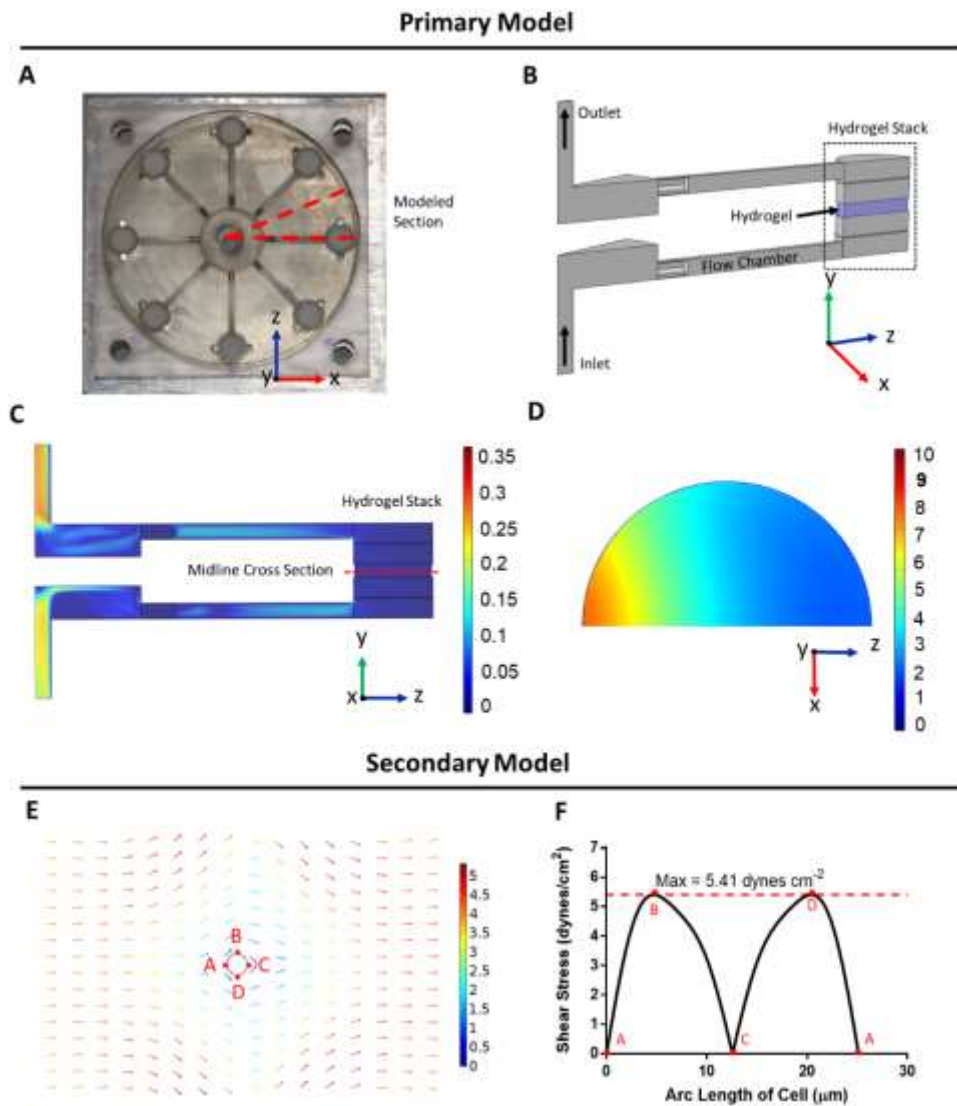 Primary Model
A
B
Modeled
Section
z
y
x
Outlet
Hydrogel Stack
Hydrogel
Flow Chamber
Inlet
y
z
x
C
D
Hydrogel Stack
Midline Cross Section
y
x
z
0.35
0.3
0.25
0.2
0.15
0.1
0.05
0
y
z
x
10
9
8
7
6
5
4
3
2
1
0
Secondary Model
E
F
B
A
C
D
5
4.5
4
3.5
3
2.5
2
1.5
1
0.5
0
Shear Stress (dynes/cm²)
7
6
5
4
3
2
1
0
Max = 5.41 dynes cm⁻²
B
D
A
C
A
0
10
20
30
Arc Length of Cell (μm)